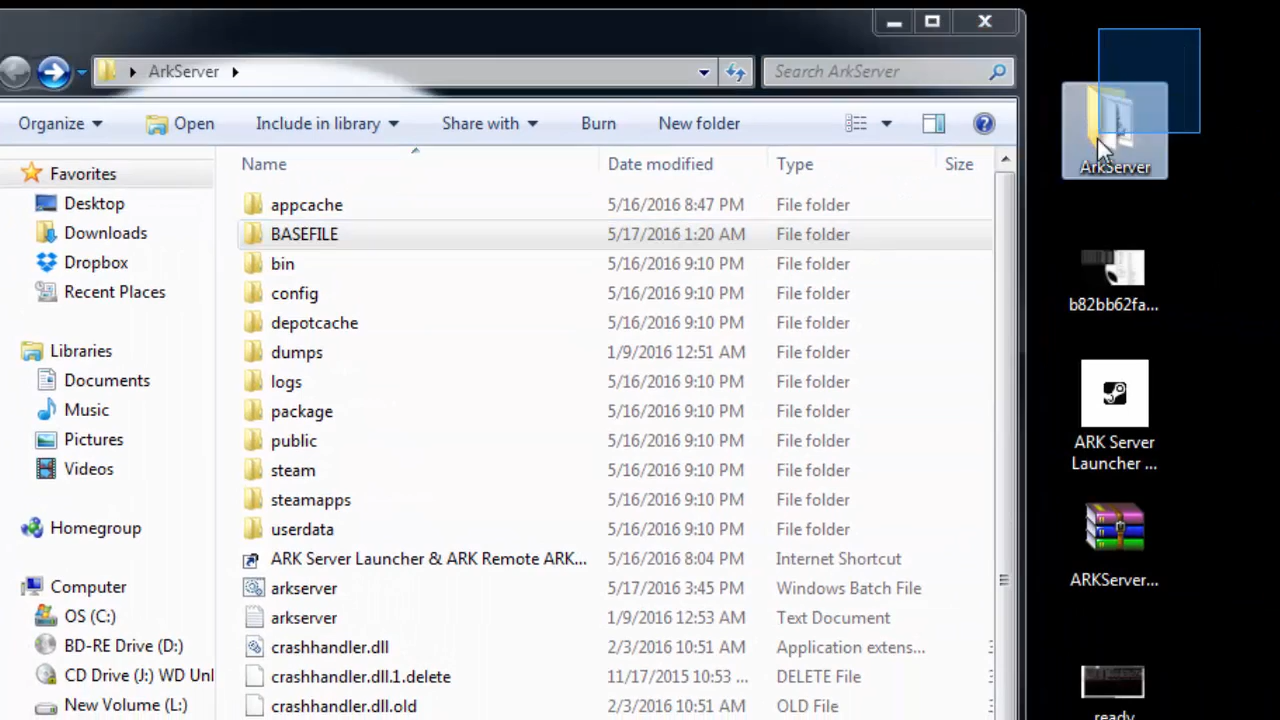 ArkServer
Search ArkServer
Organize
Open
Include in library
Share with
Burn
New folder
Name
Date modified
Type
Size
Favorites
Desktop
Downloads
Dropbox
Recent Places
Libraries
Documents
Music
Pictures
Videos
Homegroup
Computer
OS (C:)
BD-RE Drive (D:)
CD Drive (J:) WD Unl
New Volume (L:)
appcache 5/16/2016 8:47 PM File folder
BASEFILE 5/17/2016 1:20 AM File folder
bin 5/16/2016 9:10 PM File folder
config 5/16/2016 9:10 PM File folder
depotcache 5/16/2016 9:10 PM File folder
dumps 1/9/2016 12:51 AM File folder
logs 5/16/2016 9:10 PM File folder
package 5/16/2016 9:10 PM File folder
public 5/16/2016 9:10 PM File folder
steam 5/16/2016 9:10 PM File folder
steamapps 5/16/2016 9:10 PM File folder
userdata 5/16/2016 9:10 PM File folder
ARK Server Launcher & ARK Remote ARK... 5/16/2016 8:04 PM Internet Shortcut
arkserver 5/17/2016 3:45 PM Windows Batch File
arkserver 1/9/2016 12:53 AM Text Document
crashhandler.dll 2/3/2016 10:51 AM Application extens...
crashhandler.dll.1.delete 11/17/2015 10:53 ... DELETE File
crashhandler.dll.old 2/3/2016 10:51 AM OLD File
ArkServer
b82bb62fa...
ARK Server
Launcher ...
ARKServer...
ready